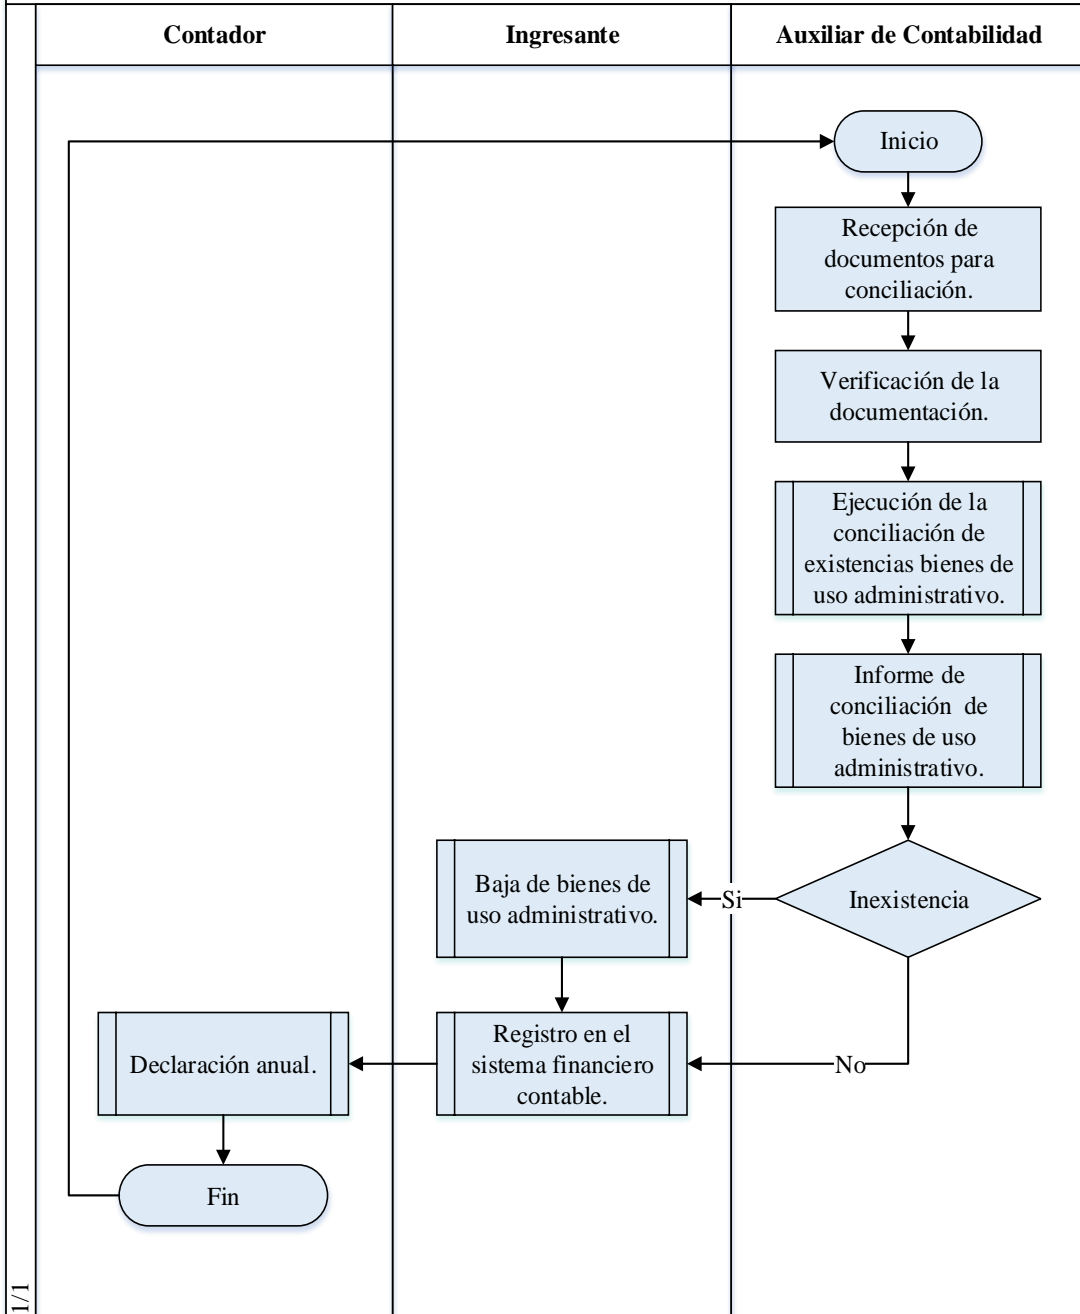 Contador
Ingresante
Auxiliar de Contabilidad
Inicio
Recepción de
documentos para
conciliación.
Verificación de la
documentación.
Ejecución de la
conciliación de
existencias bienes de
uso administrativo.
Informe de
conciliación  de
bienes de uso
administrativo.
Inexistencia
Si
Baja de bienes de
uso administrativo.
No
Registro en el
sistema financiero
contable.
Declaración anual.
Fin
1/1